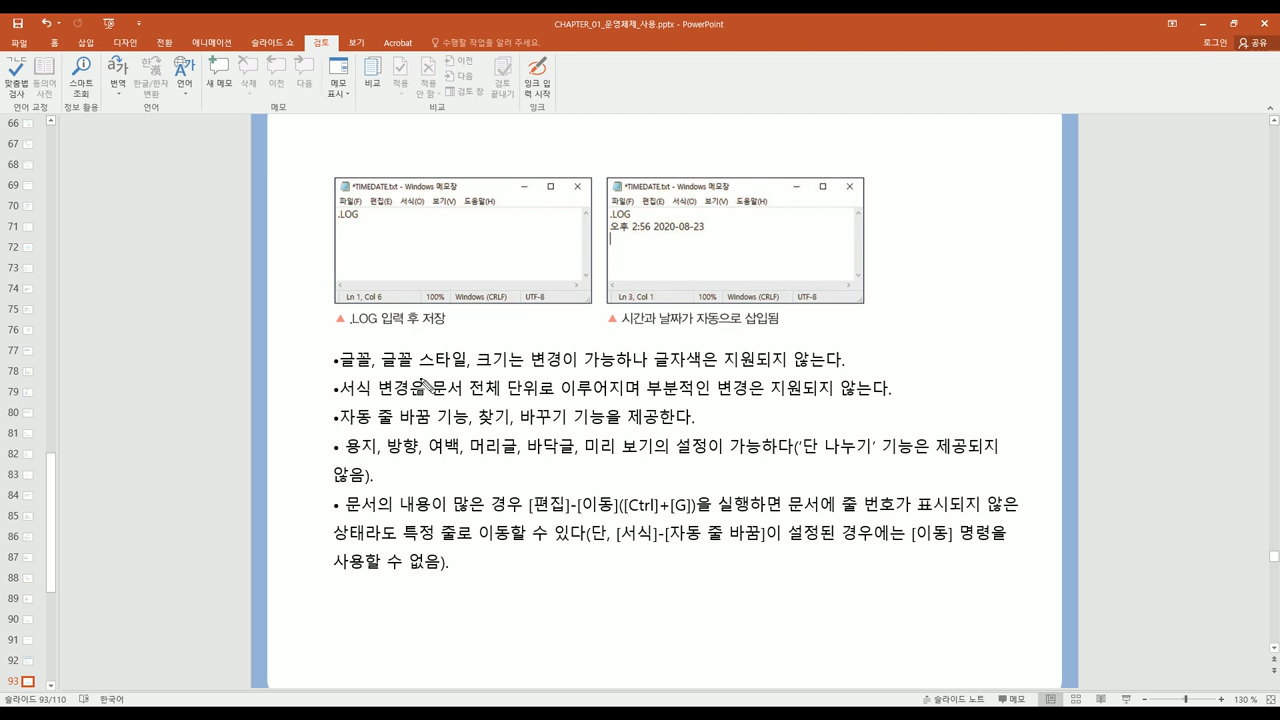 CHAPTER_01_운영체제_사용.pptx - PowerPoint
파일 홈 삽입 디자인 전환 애니메이션 슬라이드 쇼 검토 보기 Acrobat 수행할 작업을 알려 주세요. 로그인 공유
맞춤법 검사 동의어 사전 스마트 조회 번역 한글/한자 변환 언어 새 메모 삭제 이전 다음 메모 표시 비교 적용 적용 안 함 이전 다음 검토 창 검토 끝내기 잉크 입력 시작
언어 교정 정보 활용 언어 메모 비교 잉크
66
67
68
69
70
71
72
73
74
75
76
77
78
79
80
81
82
83
84
85
86
87
88
89
90
91
92
93
*TIMEDATE.txt - Windows 메모장
파일(F) 편집(E) 서식(O) 보기(V) 도움말(H)
.LOG
Ln 1, Col 6 100% Windows (CRLF) UTF-8
▲ .LOG 입력 후 저장
*TIMEDATE.txt - Windows 메모장
파일(F) 편집(E) 서식(O) 보기(V) 도움말(H)
.LOG
오후 2:56 2020-08-23
Ln 3, Col 1 100% Windows (CRLF) UTF-8
▲ 시간과 날짜가 자동으로 삽입됨
•글꼴, 글꼴 스타일, 크기는 변경이 가능하나 글자색은 지원되지 않는다.
•서식 변경은 문서 전체 단위로 이루어지며 부분적인 변경은 지원되지 않는다.
•자동 줄 바꿈 기능, 찾기, 바꾸기 기능을 제공한다.
• 용지, 방향, 여백, 머리글, 바닥글, 미리 보기의 설정이 가능하다(‘단 나누기’ 기능은 제공되지
않음).
• 문서의 내용이 많은 경우 [편집]-[이동]([Ctrl]+[G])을 실행하면 문서에 줄 번호가 표시되지 않은
상태라도 특정 줄로 이동할 수 있다(단, [서식]-[자동 줄 바꿈]이 설정된 경우에는 [이동] 명령을
사용할 수 없음).
슬라이드 93/110 한국어 슬라이드 노트 메모 130 %